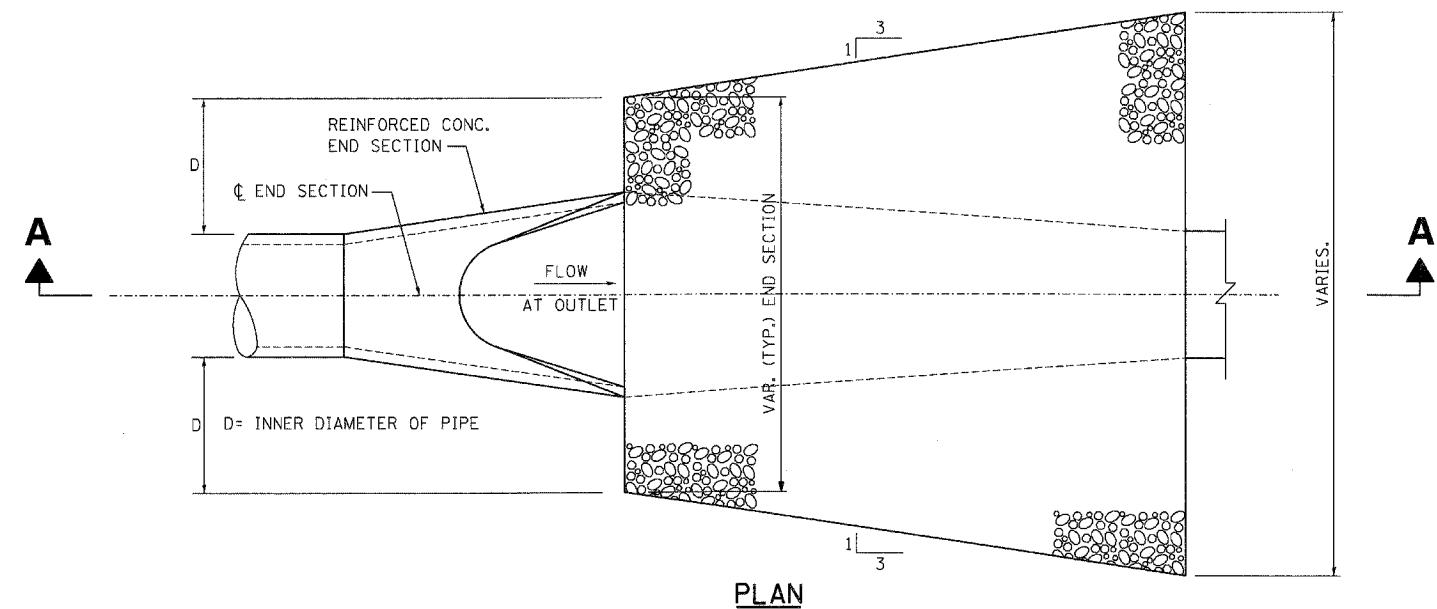 3
1
REINFORCED CONC.
END SECTION
D
℄ END SECTION
A
A
FLOW
AT OUTLET
VAR. (TYP.) END SECTION
VARIES.
D
D= INNER DIAMETER OF PIPE
1
3
PLAN